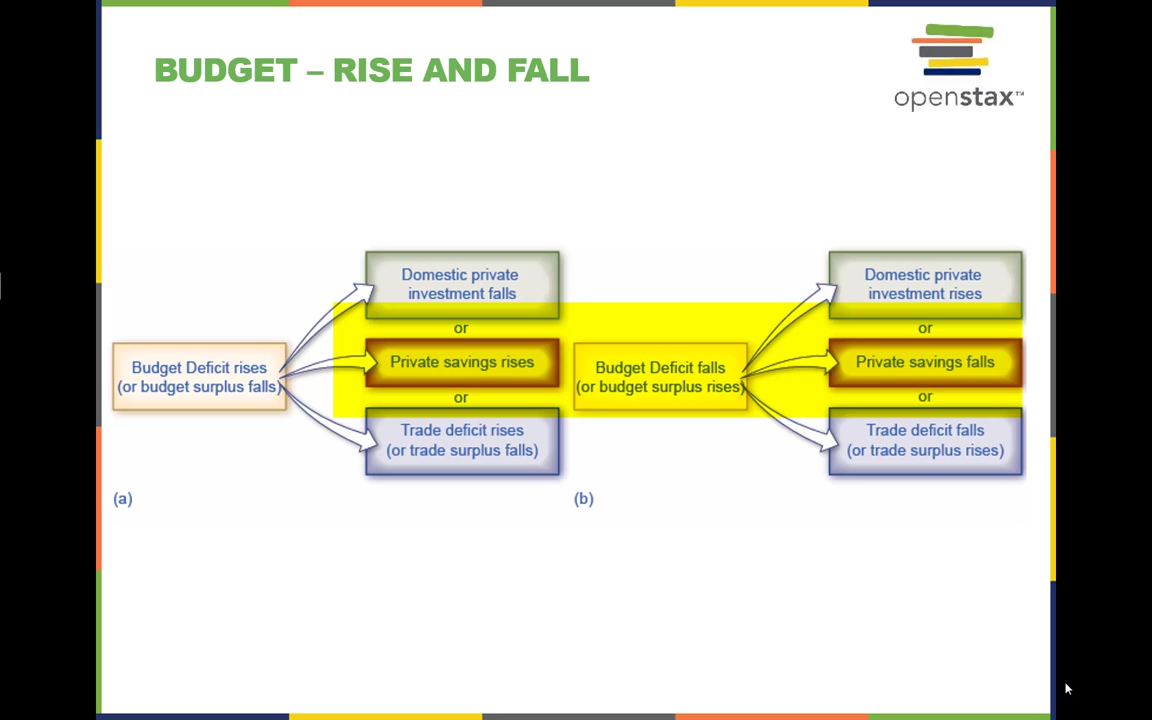 BUDGET – RISE AND FALL
openstax™
Domestic private
investment falls
or
Budget Deficit rises
(or budget surplus falls)
Private savings rises
or
Trade deficit rises
(or trade surplus falls)
(a)
Domestic private
investment rises
or
Budget Deficit falls
(or budget surplus rises)
Private savings falls
or
Trade deficit falls
(or trade surplus rises)
(b)